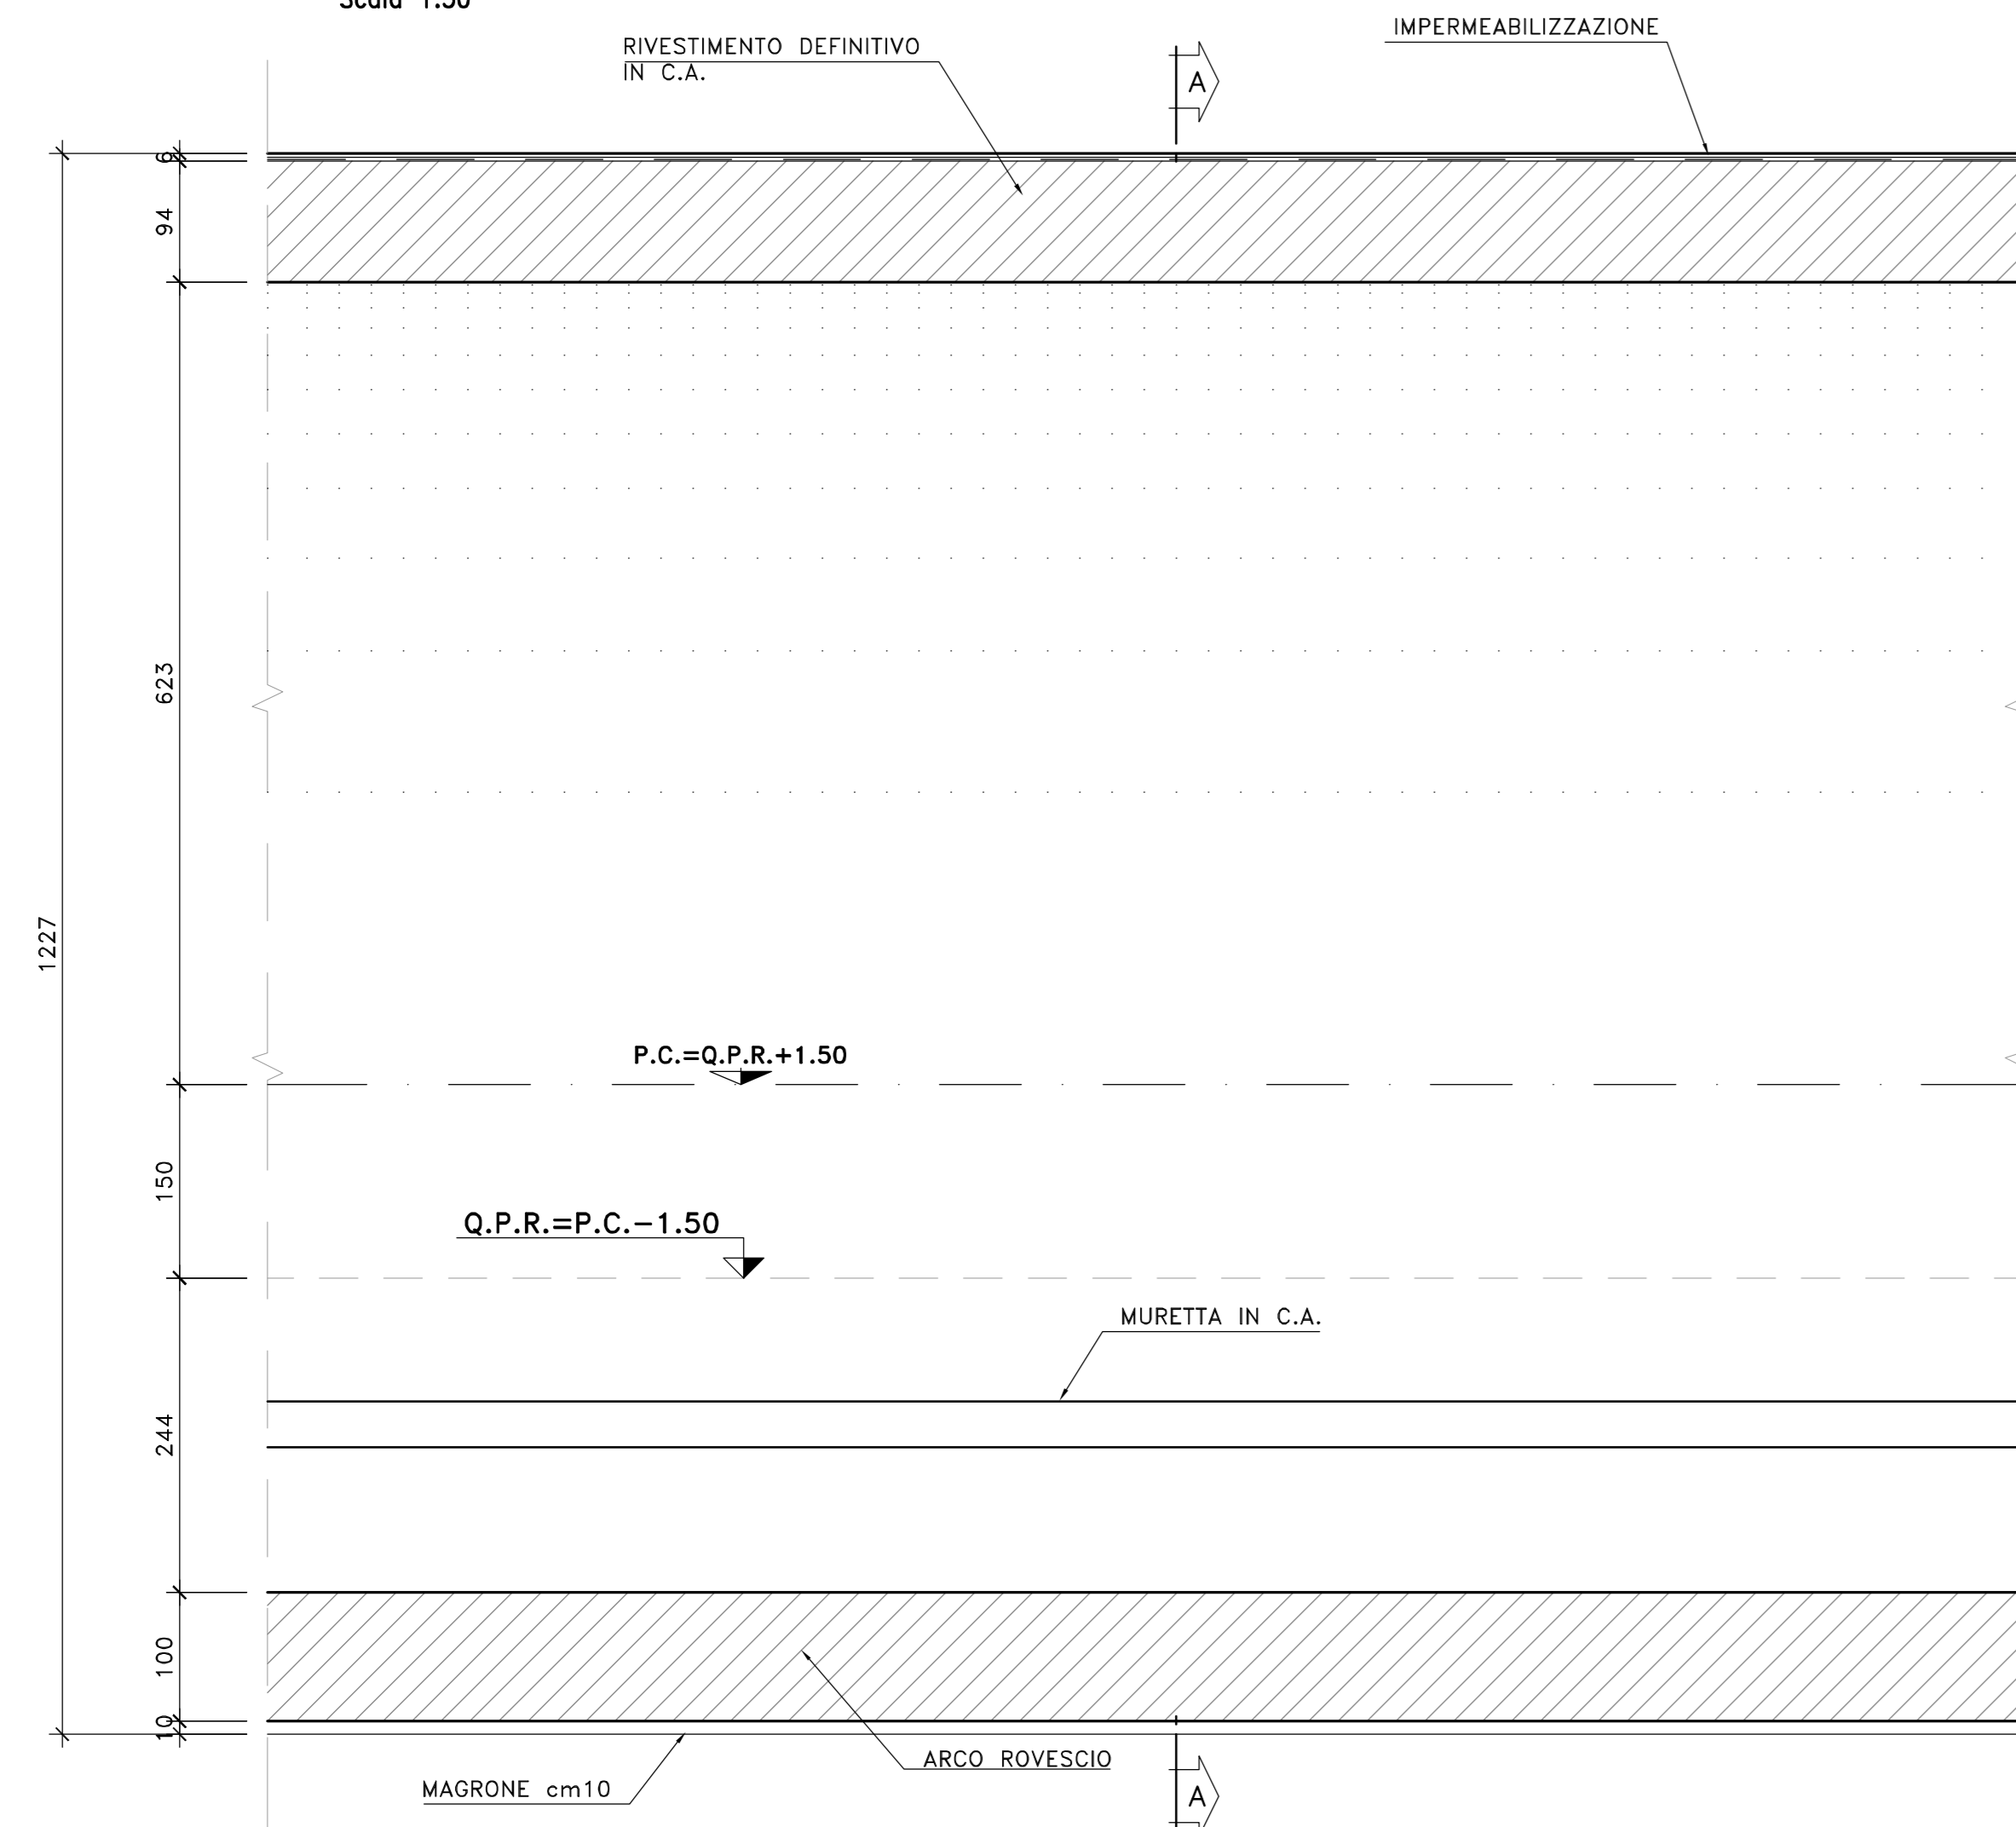 Scala 1:50
RIVESTIMENTO DEFINITIVO
IN C.A.
IMPERMEABILIZZAZIONE
A
6
94
623
1227
P.C.=Q.P.R.+1.50
150
Q.P.R.=P.C.-1.50
MURETTA IN C.A.
244
100
10
ARCO ROVESCIO
MAGRONE cm10
A